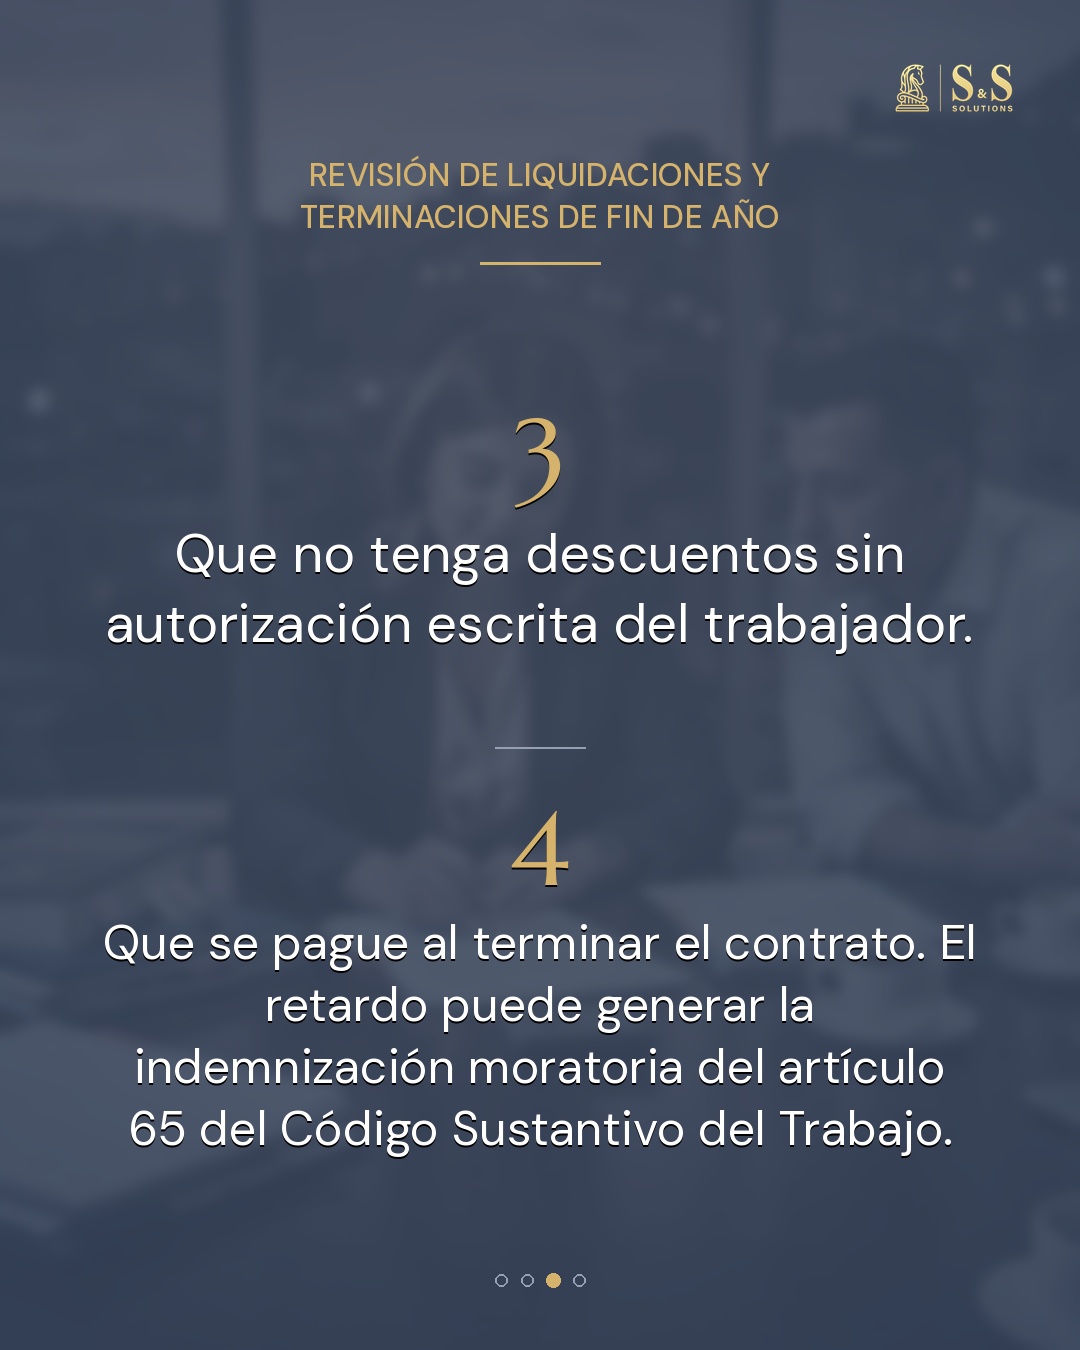 S&S
SOLUTIONS
REVISIÓN DE LIQUIDACIONES Y
TERMINACIONES DE FIN DE AÑO
3
Que no tenga descuentos sin
autorización escrita del trabajador.
4
Que se pague al terminar el contrato. El
retardo puede generar la
indemnización moratoria del artículo
65 del Código Sustantivo del Trabajo.